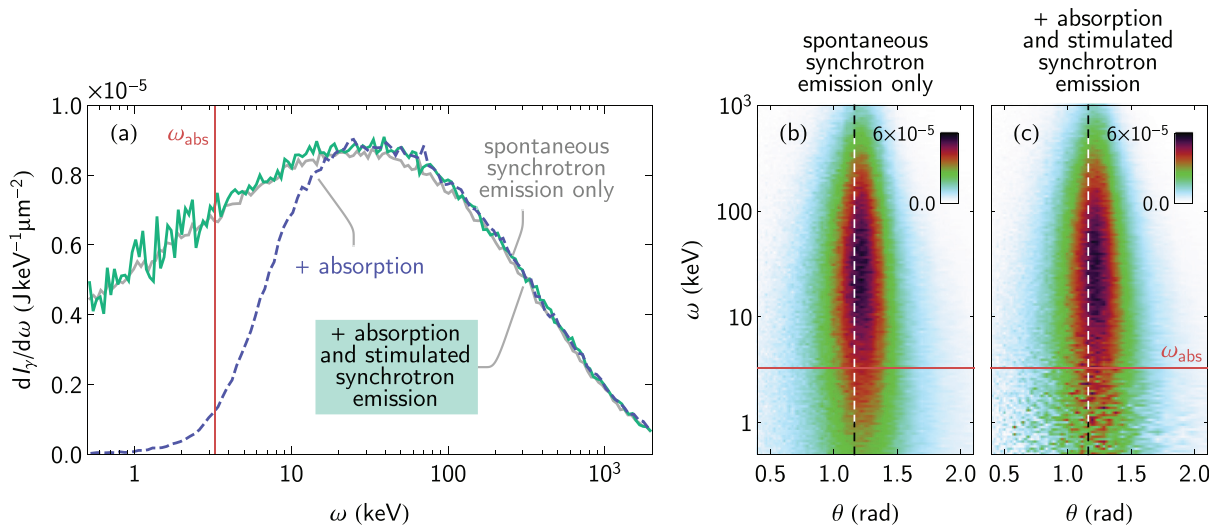 ×10⁻⁵
1.0
0.8
0.6
0.4
0.2
0.0
dI_γ/dω (J keV⁻¹ µm⁻²)
(a)
ω_abs
spontaneous
synchrotron
emission only
+ absorption
+ absorption
and stimulated
synchrotron
emission
1 10 100 10³
ω (keV)
spontaneous
synchrotron
emission only
10³
100
10
1
ω (keV)
(b)
6×10⁻⁵
0.0
0.5 1.0 1.5 2.0
θ (rad)
+ absorption
and stimulated
synchrotron
emission
(c)
6×10⁻⁵
0.0
ω_abs
0.5 1.0 1.5 2.0
θ (rad)